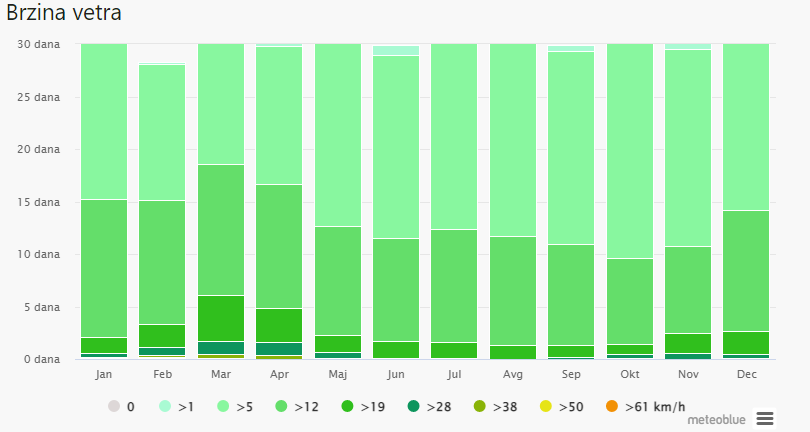 Brzina vetra
30 dana
25 dana
20 dana
15 dana
10 dana
5 dana
0 dana
Jan Feb Mar Apr Maj Jun Jul Avg Sep Okt Nov Dec
0 >1 >5 >12 >19 >28 >38 >50 >61 km/h
meteoblue